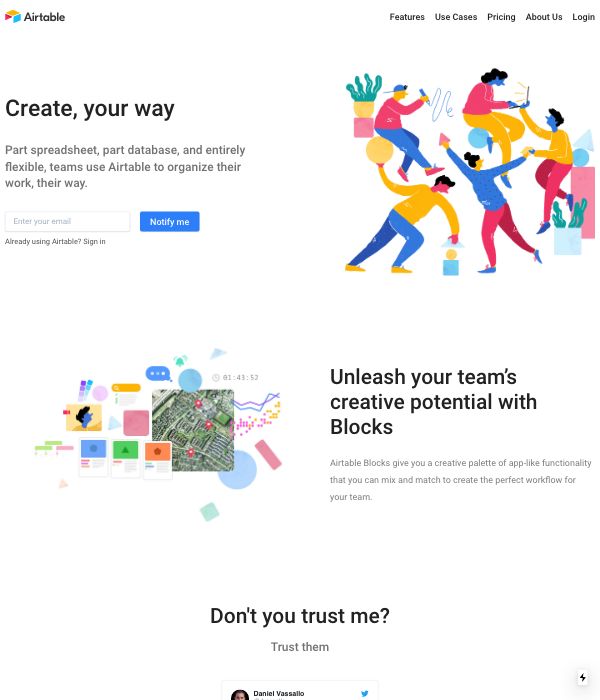 Airtable
Features Use Cases Pricing About Us Login
Create, your way
Part spreadsheet, part database, and entirely
flexible, teams use Airtable to organize their
work, their way.
Enter your email Notify me
Already using Airtable? Sign in
01:43:52
Unleash your team’s
creative potential with
Blocks
Airtable Blocks give you a creative palette of app-like functionality
that you can mix and match to create the perfect workflow for
your team.
Don't you trust me?
Trust them
Daniel Vassallo